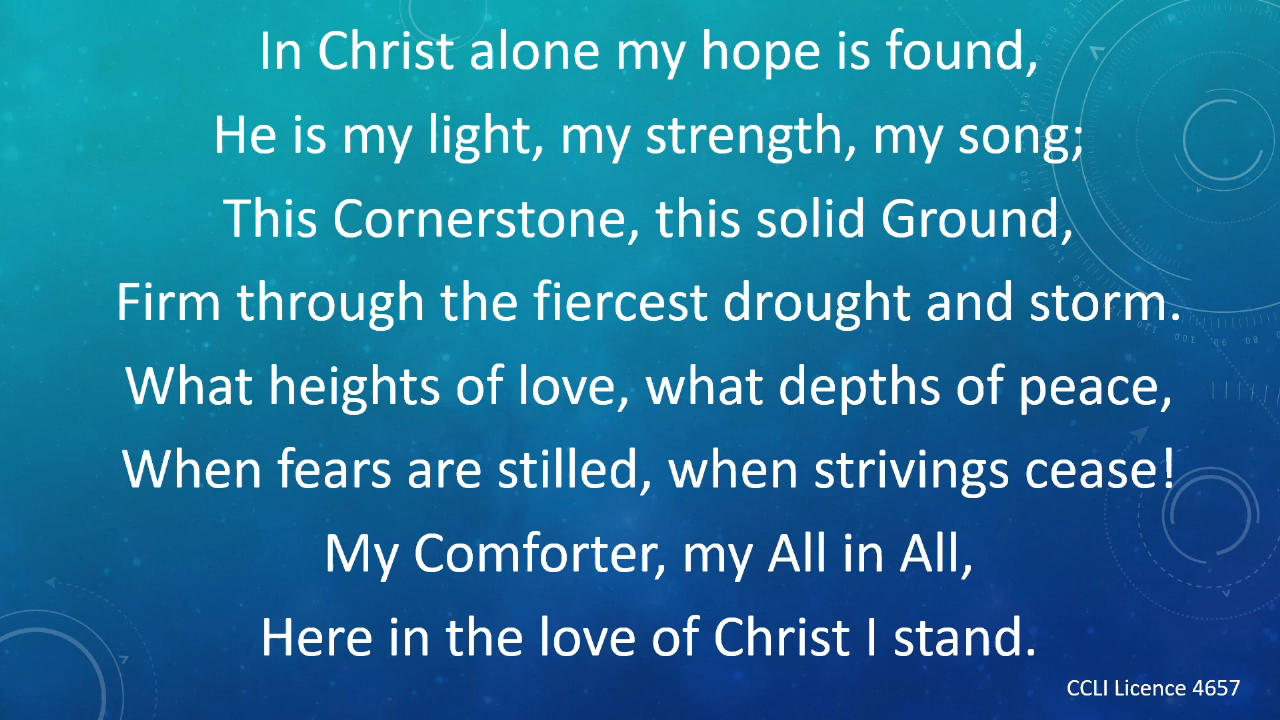 In Christ alone my hope is found,
He is my light, my strength, my song;
This Cornerstone, this solid Ground,
Firm through the fiercest drought and storm.
What heights of love, what depths of peace,
When fears are stilled, when strivings cease!
My Comforter, my All in All,
Here in the love of Christ I stand.
CCLI Licence 4657